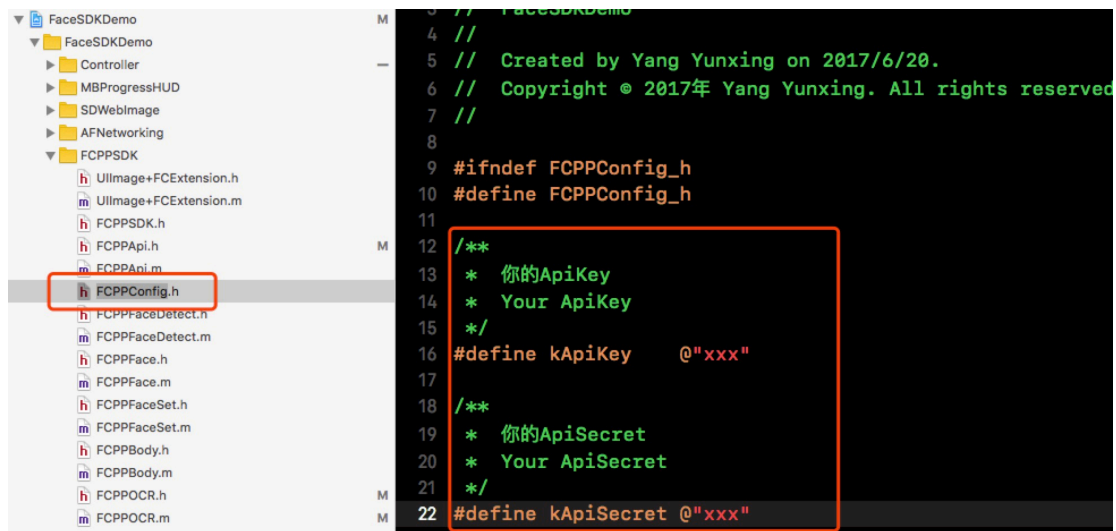 FaceSDKDemo M
FaceSDKDemo
Controller
MBProgressHUD
SDWebImage
AFNetworking
FCPPSDK
h UIImage+FCExtension.h
m UIImage+FCExtension.m
h FCPPSDK.h
h FCPPApi.h M
m FCPPApi.m
h FCPPConfig.h
h FCPPFaceDetect.h
m FCPPFaceDetect.m
h FCPPFace.h
m FCPPFace.m
h FCPPFaceSet.h
m FCPPFaceSet.m
h FCPPBody.h
m FCPPBody.m
h FCPPOCR.h M
m FCPPOCR.m M
3 // FaceSDKDemo
4 //
5 // Created by Yang Yunxing on 2017/6/20.
6 // Copyright © 2017年 Yang Yunxing. All rights reserved
7 //
8
9 #ifndef FCPPConfig_h
10 #define FCPPConfig_h
11
12 /**
13 * 你的ApiKey
14 * Your ApiKey
15 */
16 #define kApiKey @"xxx"
17
18 /**
19 * 你的ApiSecret
20 * Your ApiSecret
21 */
22 #define kApiSecret @"xxx"